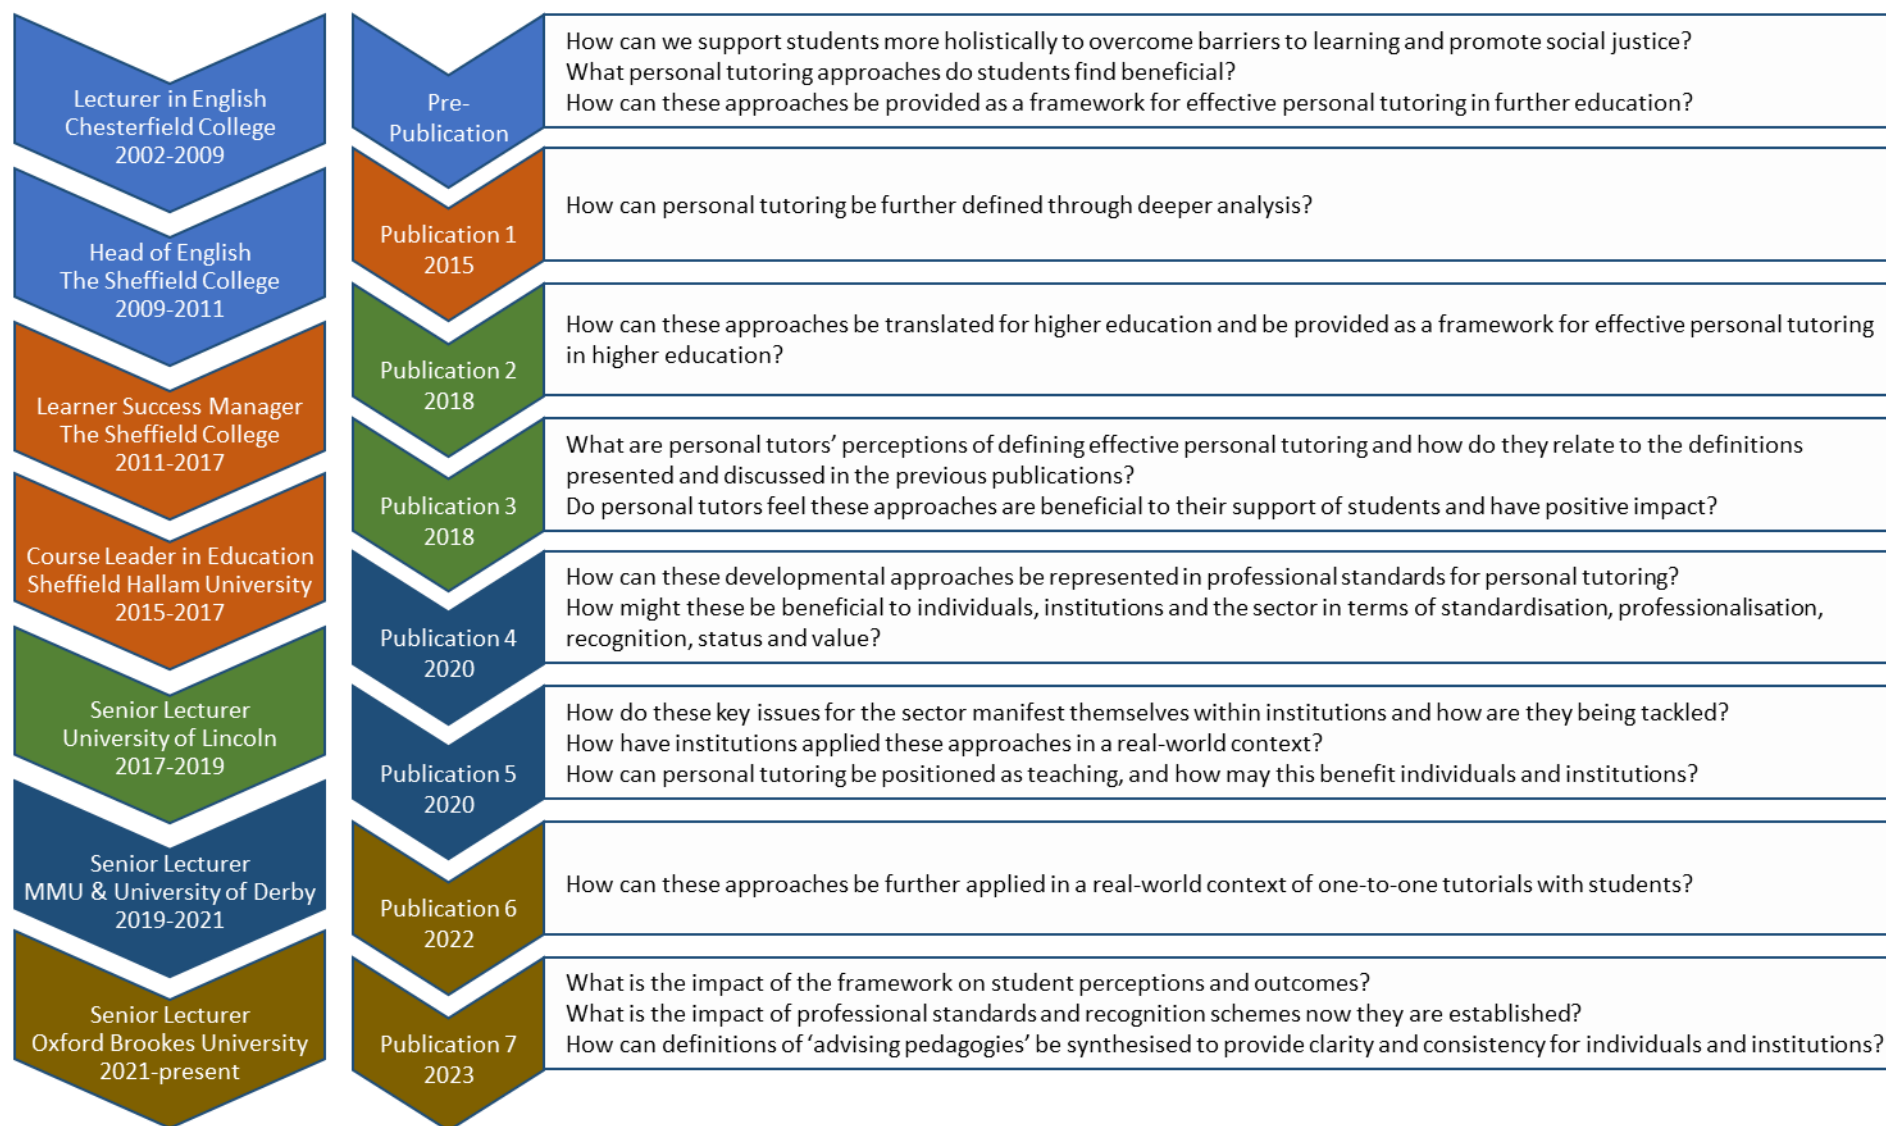 Lecturer in English
Chesterfield College
2002-2009
Head of English
The Sheffield College
2009-2011
Learner Success Manager
The Sheffield College
2011-2017
Course Leader in Education
Sheffield Hallam University
2015-2017
Senior Lecturer
University of Lincoln
2017-2019
Senior Lecturer
MMU & University of Derby
2019-2021
Senior Lecturer
Oxford Brookes University
2021-present
Pre-
Publication
How can we support students more holistically to overcome barriers to learning and promote social justice?
What personal tutoring approaches do students find beneficial?
How can these approaches be provided as a framework for effective personal tutoring in further education?
Publication 1
2015
How can personal tutoring be further defined through deeper analysis?
Publication 2
2018
How can these approaches be translated for higher education and be provided as a framework for effective personal tutoring
in higher education?
Publication 3
2018
What are personal tutors’ perceptions of defining effective personal tutoring and how do they relate to the definitions
presented and discussed in the previous publications?
Do personal tutors feel these approaches are beneficial to their support of students and have positive impact?
Publication 4
2020
How can these developmental approaches be represented in professional standards for personal tutoring?
How might these be beneficial to individuals, institutions and the sector in terms of standardisation, professionalisation,
recognition, status and value?
Publication 5
2020
How do these key issues for the sector manifest themselves within institutions and how are they being tackled?
How have institutions applied these approaches in a real-world context?
How can personal tutoring be positioned as teaching, and how may this benefit individuals and institutions?
Publication 6
2022
How can these approaches be further applied in a real-world context of one-to-one tutorials with students?
Publication 7
2023
What is the impact of the framework on student perceptions and outcomes?
What is the impact of professional standards and recognition schemes now they are established?
How can definitions of ‘advising pedagogies’ be synthesised to provide clarity and consistency for individuals and institutions?